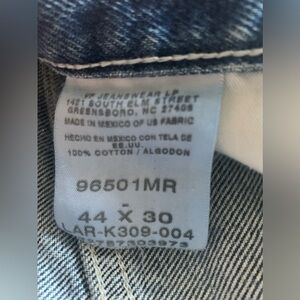 VF JEANSWEAR LP
1421 SOUTH ELM STREET
GREENSBORO, NC 27406
MADE IN MEXICO OF US FABRIC
HECHO EN MEXICO CON TELA DE
EE.UU.
100% COTTON / ALGODON
96501MR
-
44 X 30
LAR-K309-004